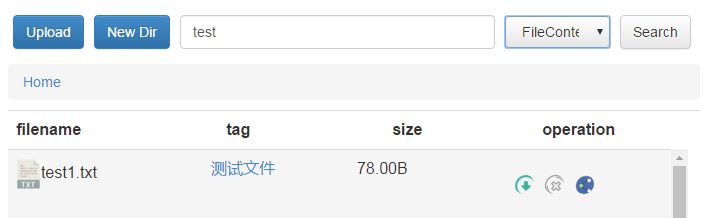 Upload New Dir test FileConte Search
Home
filename tag size operation
TXT test1.txt 测试文件 78.00B